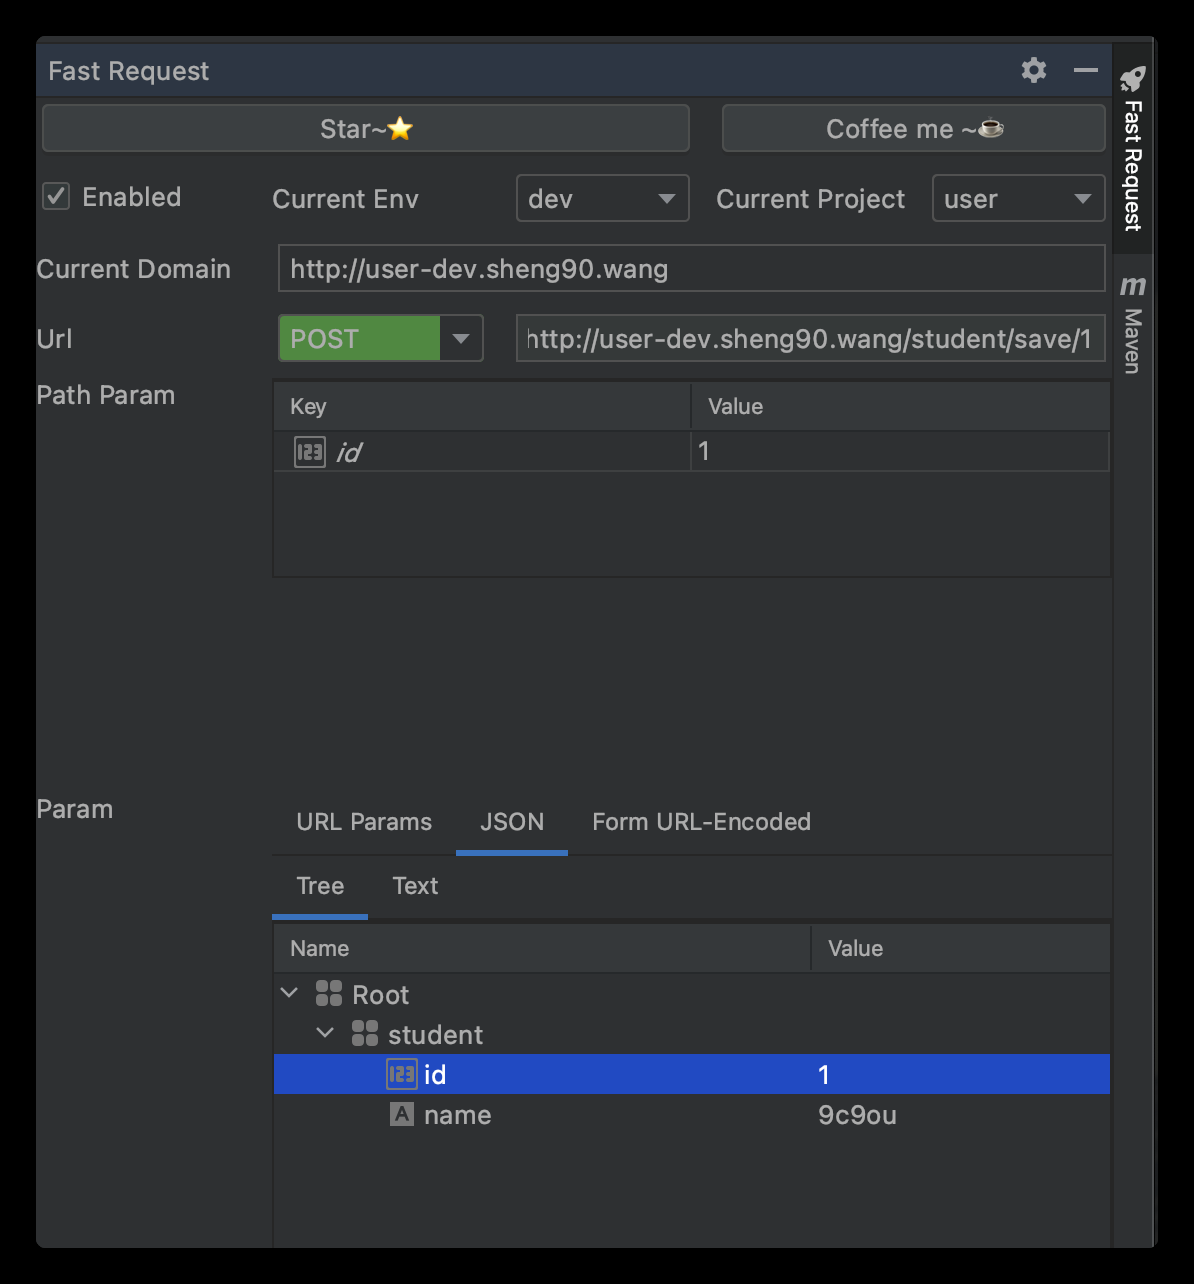 Fast Request
Star~⭐
Coffee me ~☕
Enabled
Current Env
dev
Current Project
user
Current Domain
http://user-dev.sheng90.wang
Url
POST
http://user-dev.sheng90.wang/student/save/1
Path Param
Key
Value
123 id
1
Param
URL Params
JSON
Form URL-Encoded
Tree
Text
Name
Value
Root
student
123 id
1
A name
9c9ou
Fast Request
m Maven